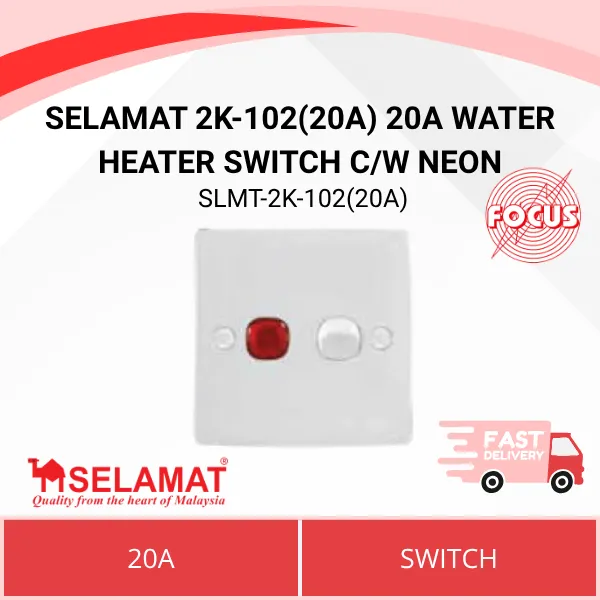 SELAMAT 2K-102(20A) 20A WATER
HEATER SWITCH C/W NEON
SLMT-2K-102(20A)
FOCUS
FAST
DELIVERY
SELAMAT®
Quality from the heart of Malaysia
20A
SWITCH